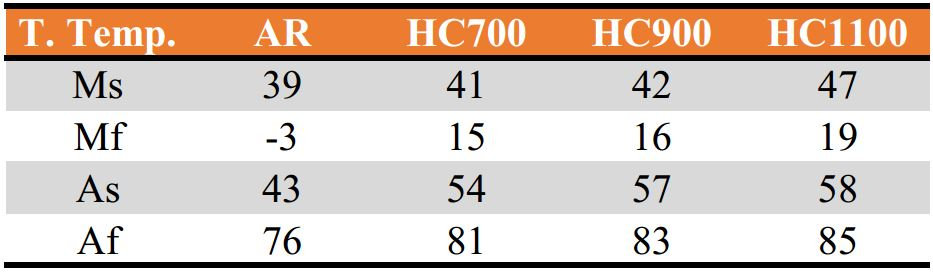 T. Temp. AR HC700 HC900 HC1100
Ms 39 41 42 47
Mf -3 15 16 19
As 43 54 57 58
Af 76 81 83 85